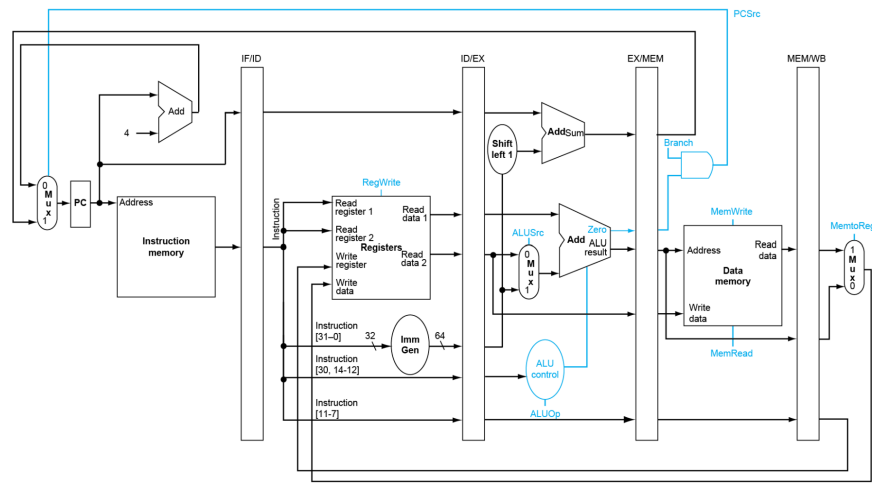 PCSrc
IF/ID
ID/EX
EX/MEM
MEM/WB
Add
4
Add Sum
Shift
left 1
Branch
0
M
u
x
1
PC
Address
Instruction
memory
Instruction
RegWrite
Read
register 1
Read
register 2
Write
register
Write
data
Registers
Read
data 1
Read
data 2
ALUSrc
0
M
u
x
1
Zero
Add
ALU
result
MemWrite
Address
Read
data
Data
memory
Write
data
MemRead
MemtoReg
1
M
u
x
0
Instruction
[31–0]
32
Imm
Gen
64
Instruction
[30, 14-12]
ALU
control
Instruction
[11-7]
ALUOp